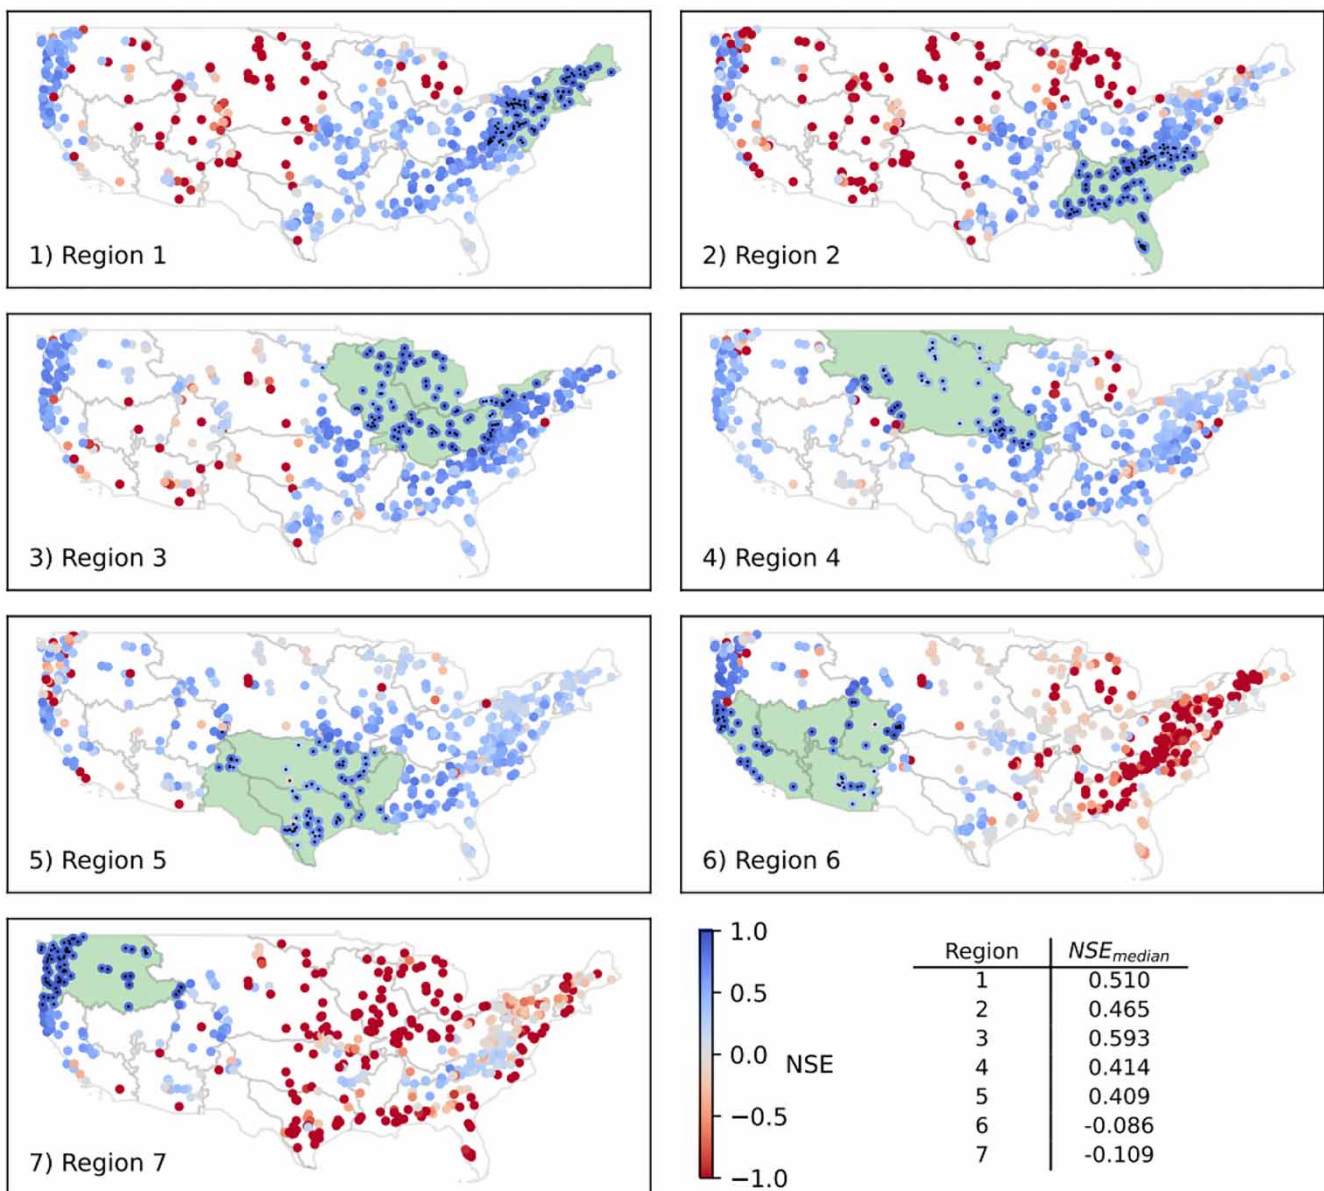 1) Region 1
2) Region 2
3) Region 3
4) Region 4
5) Region 5
6) Region 6
7) Region 7
1.0
0.5
0.0
−0.5
−1.0
NSE
Region NSEmedian
1 0.510
2 0.465
3 0.593
4 0.414
5 0.409
6 -0.086
7 -0.109